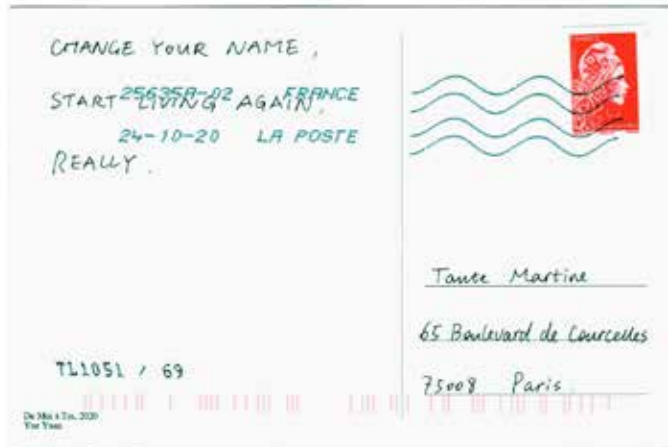 CHANGE YOUR NAME,
START LIVING AGAIN.
REALLY.
25635A-02 FRANCE
24-10-20 LA POSTE
Tante Martine
65 Boulevard de Courcelles
75008 Paris
TL1051 / 69
De Moi à Toi, 2020